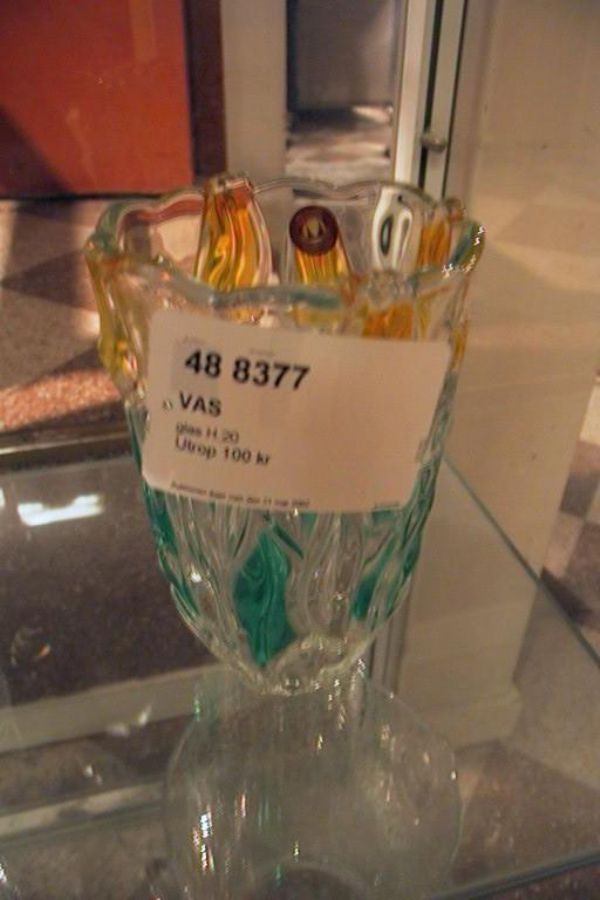 M
48 8377
VAS
glas H.20
Utrop 100 kr